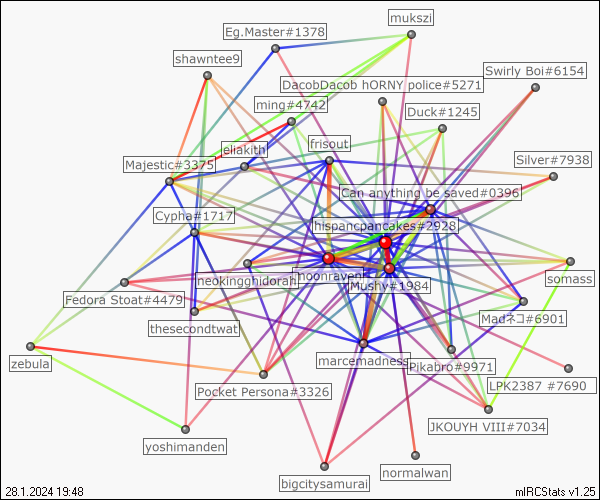 mukszi
Eg.Master#1378
shawntee9
Swirly Boi#6154
DacobDacob hORNY police#5271
ming#4742
Duck#1245
frisout
eliakith
Majestic#3375
Silver#7938
Can anything be saved#0396
Cypha#1717
hispancpancakes#2928
moonraven
neokingghidorah
Mushy#1984
somass
Fedora Stoat#4479
Madネコ#6901
thesecondtwat
marcemadness
zebula
Pikabro#9971
Pocket Persona#3326
LPK2387 #7690
JKOUYH VIII#7034
yoshimanden
normalwan
bigcitysamurai
28.1.2024 19:48
mIRCStats v1.25